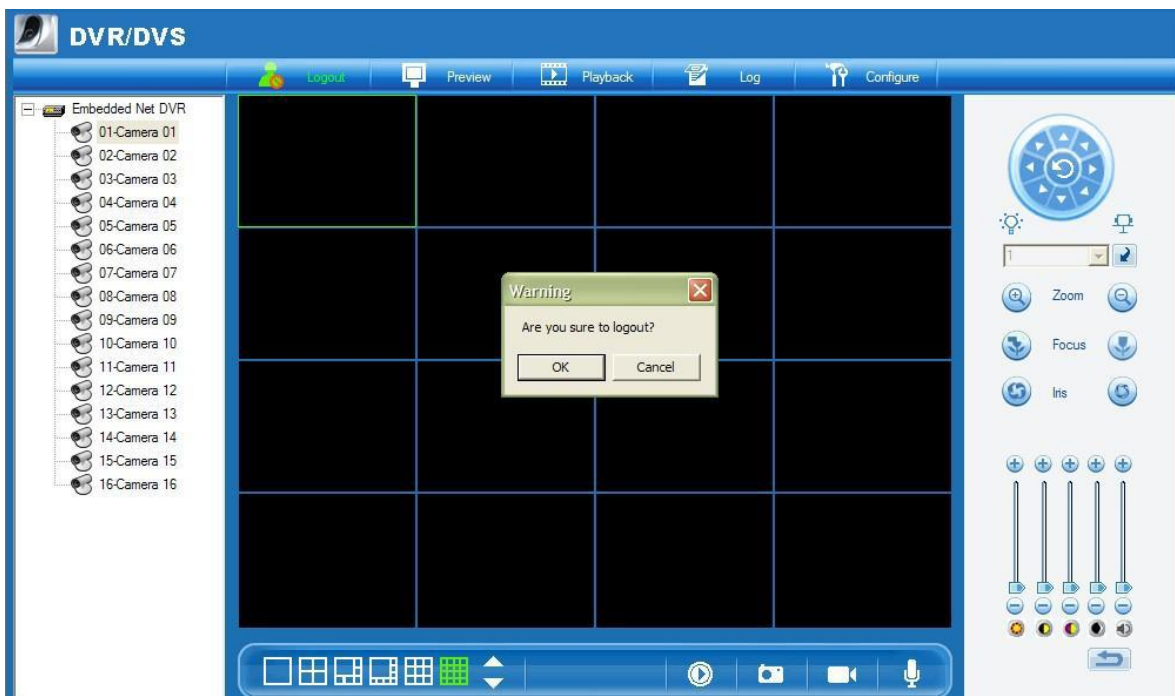 DVR/DVS
Logout Preview Playback Log Configure
Embedded Net DVR
01-Camera 01
02-Camera 02
03-Camera 03
04-Camera 04
05-Camera 05
06-Camera 06
07-Camera 07
08-Camera 08
09-Camera 09
10-Camera 10
11-Camera 11
12-Camera 12
13-Camera 13
14-Camera 14
15-Camera 15
16-Camera 16
Warning
Are you sure to logout?
OK Cancel
1
Zoom
Focus
Iris